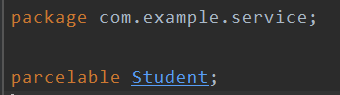 package com.example.service;
parcelable Student;